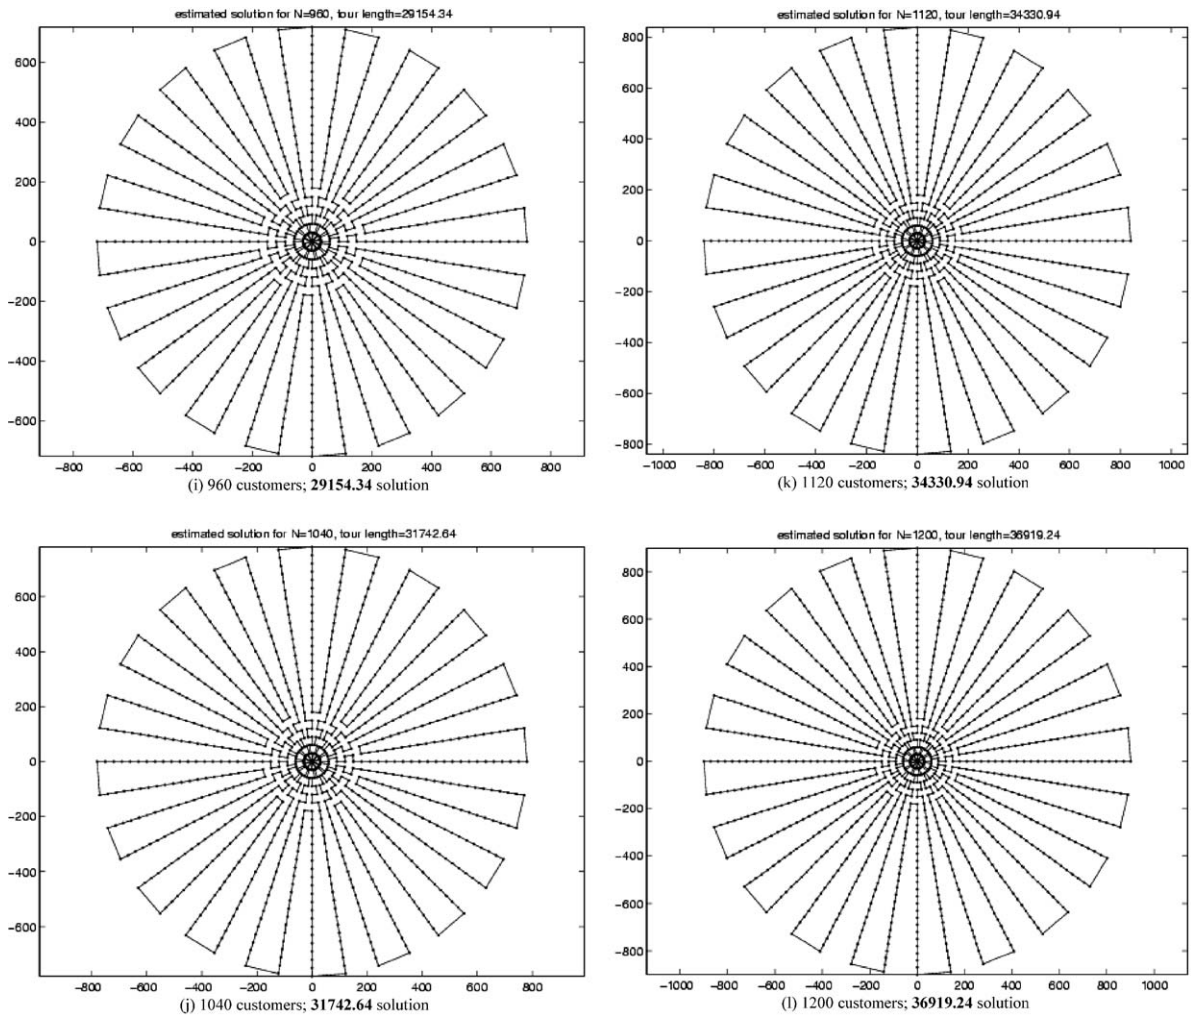 estimated solution for N=960, tour length=29154.34
600
400
200
0
−200
−400
−600
−800 −600 −400 −200 0 200 400 600 800
(i) 960 customers; 29154.34 solution
estimated solution for N=1120, tour length=34330.94
800
600
400
200
0
−200
−400
−600
−800
−1000 −800 −600 −400 −200 0 200 400 600 800 1000
(k) 1120 customers; 34330.94 solution
estimated solution for N=1040, tour length=31742.64
600
400
200
0
−200
−400
−600
−800 −600 −400 −200 0 200 400 600 800
(j) 1040 customers; 31742.64 solution
estimated solution for N=1200, tour length=36919.24
800
600
400
200
0
−200
−400
−600
−800
−1000 −800 −600 −400 −200 0 200 400 600 800 1000
(l) 1200 customers; 36919.24 solution